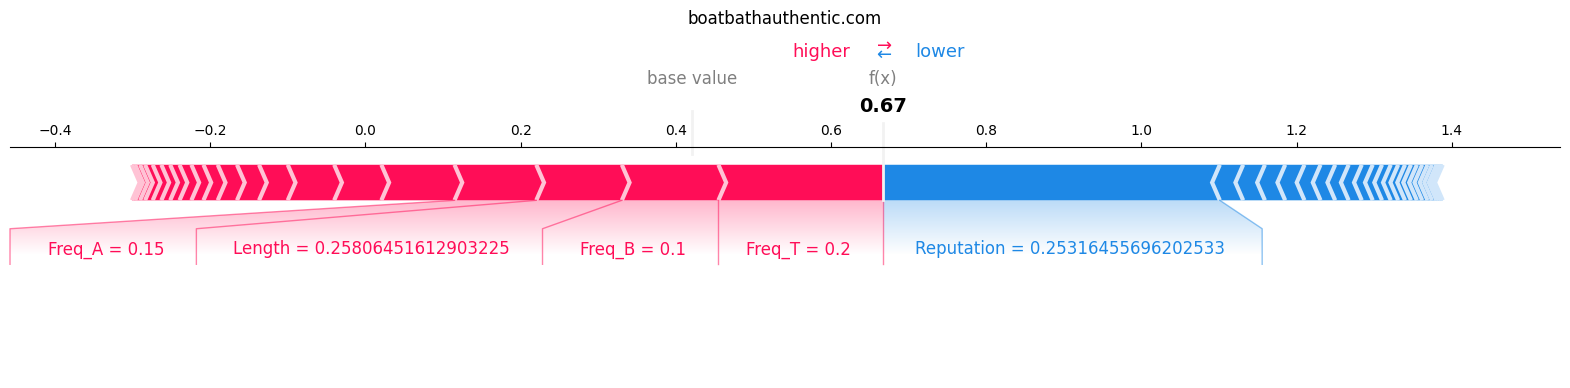 boatbathauthentic.com
higher ⇄ lower
base value f(x)
0.67
−0.4 −0.2 0.0 0.2 0.4 0.6 0.8 1.0 1.2 1.4
Freq_A = 0.15 Length = 0.25806451612903225 Freq_B = 0.1 Freq_T = 0.2 Reputation = 0.25316455696202533